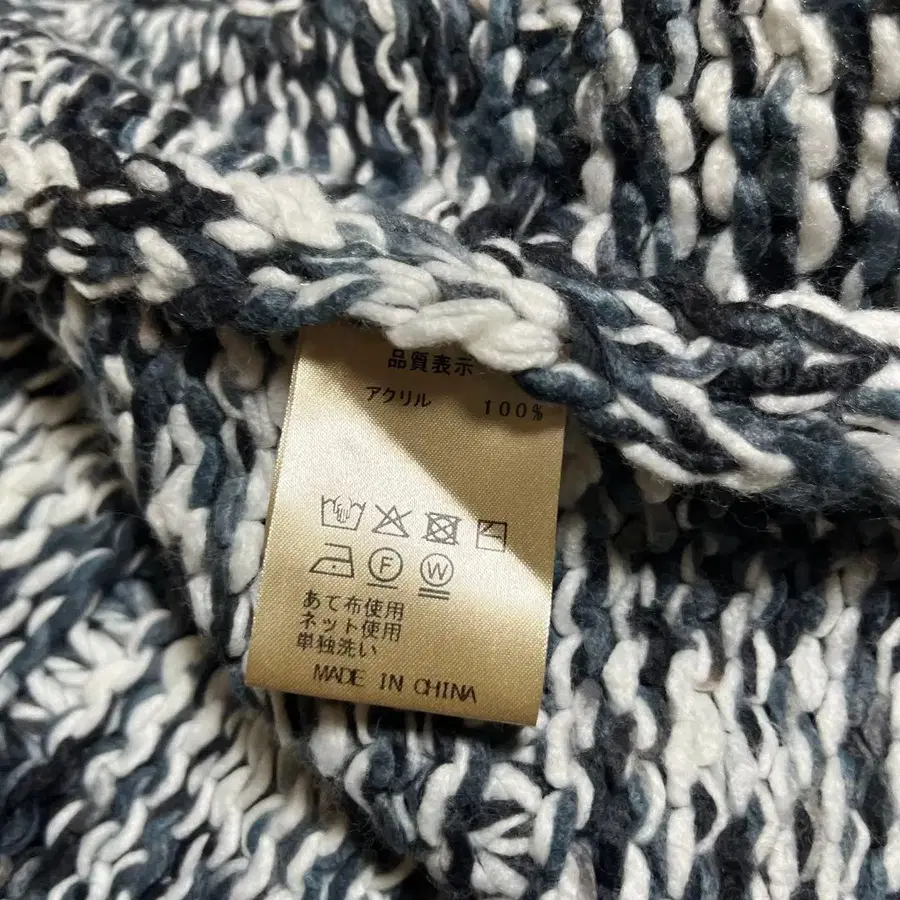 品質表示
アクリル 100%
F W
あて布使用
ネット使用
単独洗い
MADE IN CHINA